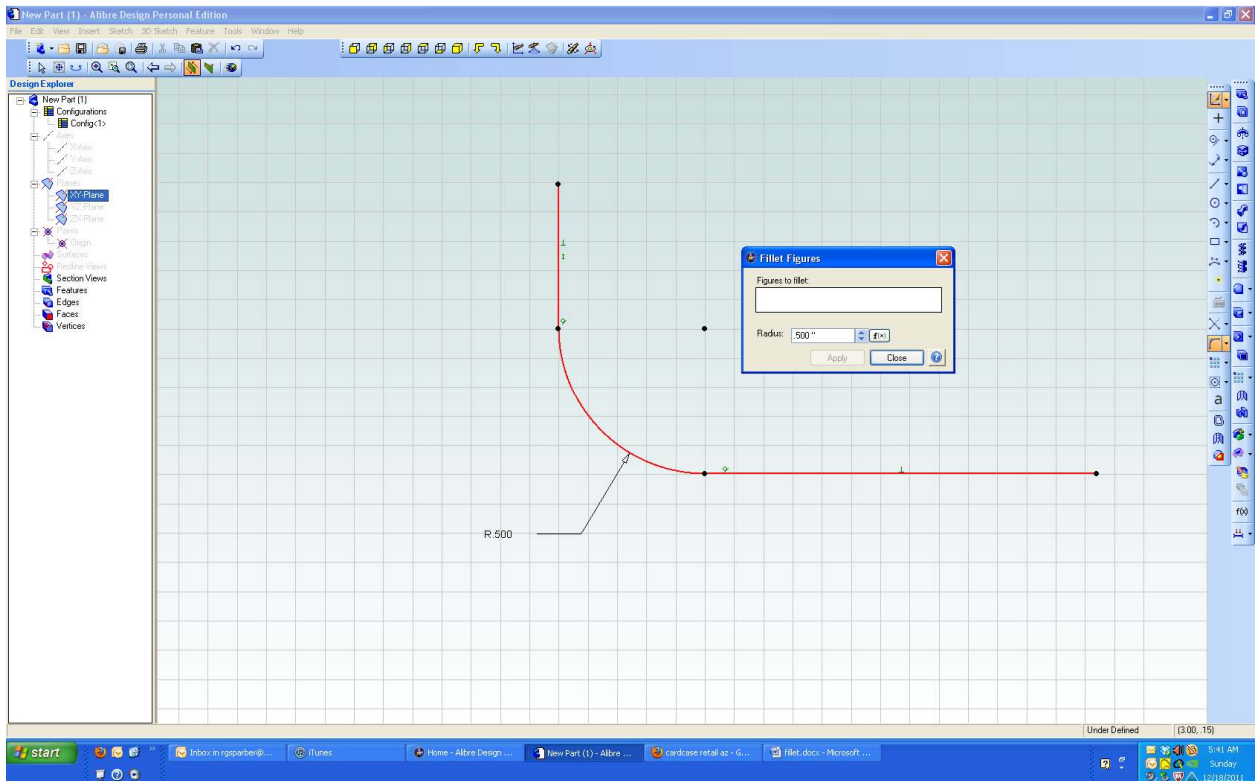 New Part (1) - Alibre Design Personal Edition
File Edit View Insert Sketch 3D Sketch Feature Tools Window Help
Design Explorer
New Part (1)
Configurations
Config<1>
Axes
X-Axis
Y-Axis
Z-Axis
Planes
XY-Plane
YZ-Plane
ZX-Plane
Points
Origin
Surfaces
Redline Views
Section Views
Features
Edges
Faces
Vertices
Fillet Figures
Figures to fillet:
Radius: .500 " f(x)
Apply Close ?
R.500
a
f(x)
Under Defined (3.00, .15)
start Inbox in rgsparber@... iTunes Home - Alibre Design ... New Part (1) - Alibre ... cardcase retail az - G... fillet.docx - Microsoft ... 5:41 AM
Sunday
12/18/2011